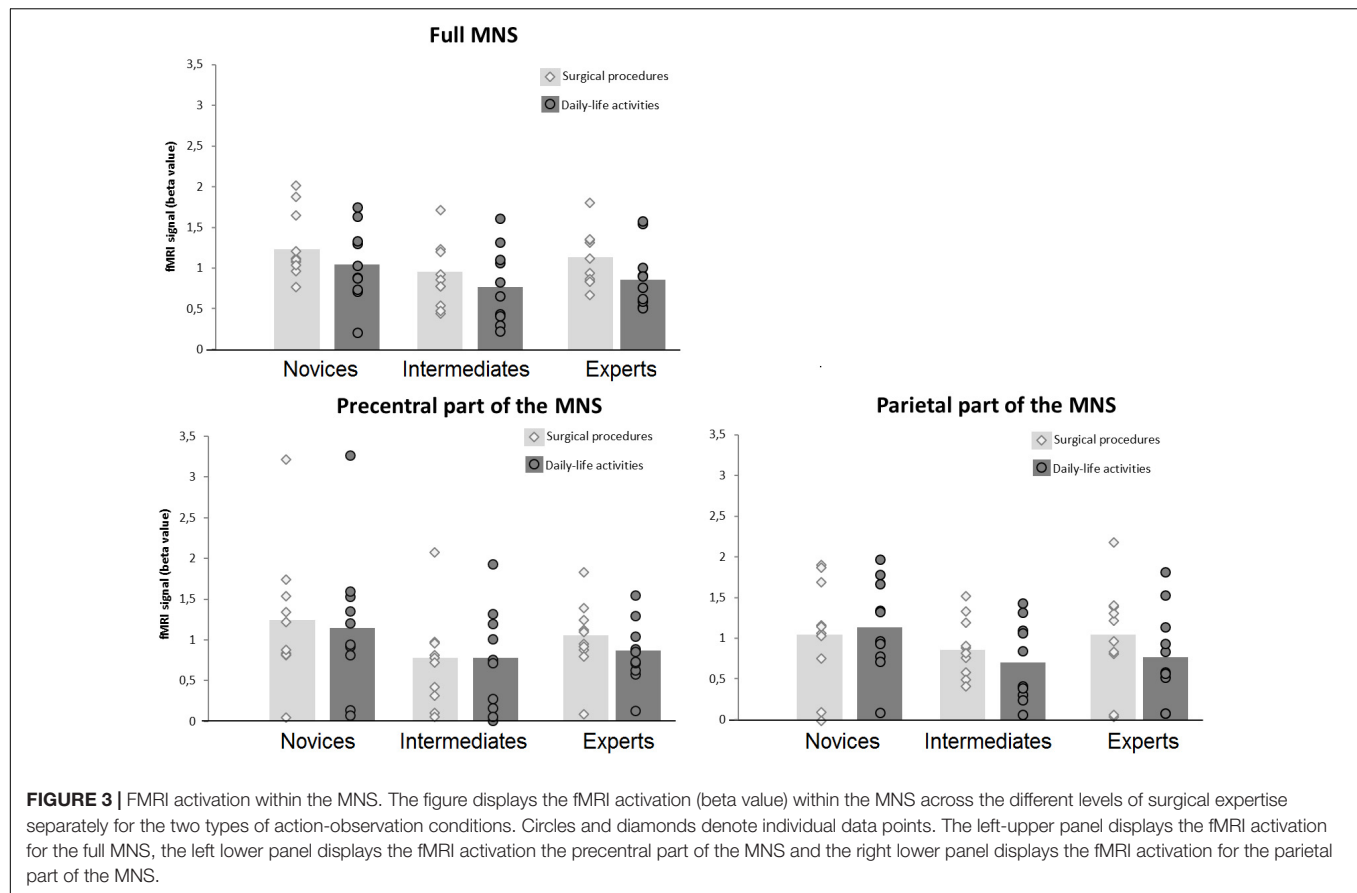 Full MNS
3,5
3
2,5
2
1,5
1
0,5
0
fMRI signal (beta value)
Surgical procedures
Daily-life activities
Novices Intermediates Experts
Precentral part of the MNS
3,5
3
2,5
2
1,5
1
0,5
0
fMRI signal (beta value)
Surgical procedures
Daily-life activities
Novices Intermediates Experts
Parietal part of the MNS
3,5
3
2,5
2
1,5
1
0,5
0
Surgical procedures
Daily-life activities
Novices Intermediates Experts
FIGURE 3 | FMRI activation within the MNS. The figure displays the fMRI activation (beta value) within the MNS across the different levels of surgical expertise
separately for the two types of action-observation conditions. Circles and diamonds denote individual data points. The left-upper panel displays the fMRI activation
for the full MNS, the left lower panel displays the fMRI activation the precentral part of the MNS and the right lower panel displays the fMRI activation for the parietal
part of the MNS.